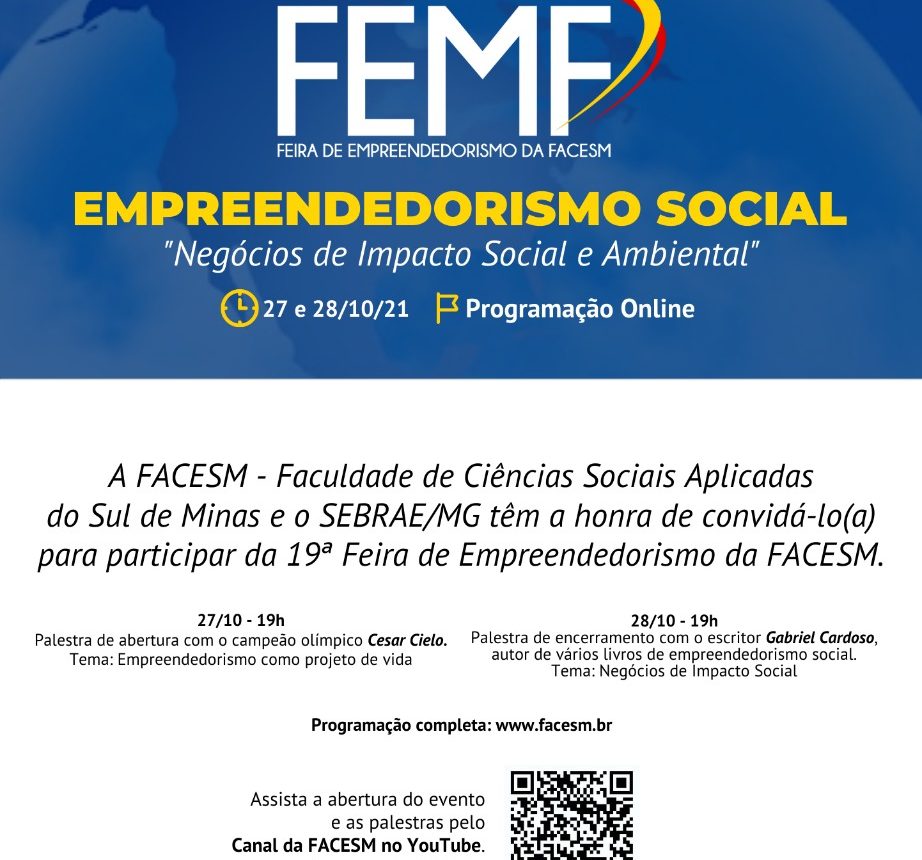 FEMF
FEIRA DE EMPREENDEDORISMO DA FACESM
EMPREENDEDORISMO SOCIAL
"Negócios de Impacto Social e Ambiental"
27 e 28/10/21 Programação Online
A FACESM - Faculdade de Ciências Sociais Aplicadas
do Sul de Minas e o SEBRAE/MG têm a honra de convidá-lo(a)
para participar da 19ª Feira de Empreendedorismo da FACESM.
27/10 - 19h
Palestra de abertura com o campeão olímpico Cesar Cielo.
Tema: Empreendedorismo como projeto de vida
28/10 - 19h
Palestra de encerramento com o escritor Gabriel Cardoso,
autor de vários livros de empreendedorismo social.
Tema: Negócios de Impacto Social
Programação completa: www.facesm.br
Assista a abertura do evento
e as palestras pelo
Canal da FACESM no YouTube.